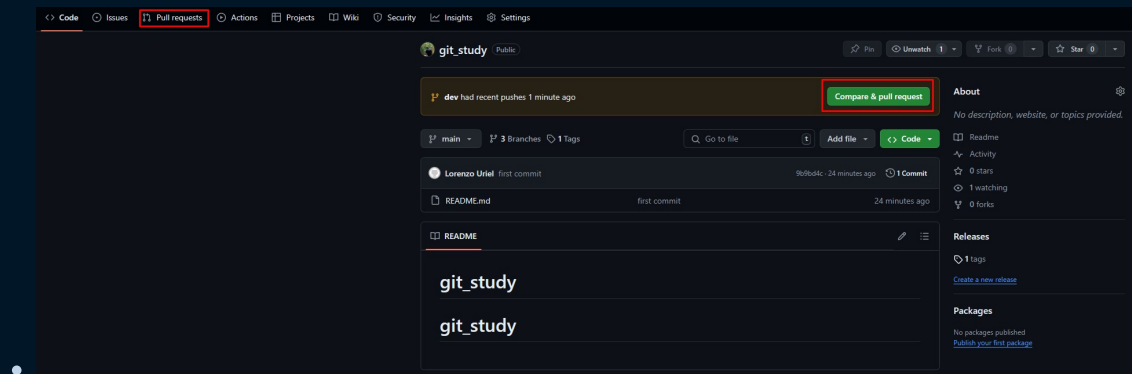 <> Code Issues Pull requests Actions Projects Wiki Security Insights Settings
git_study Public Pin Unwatch 1 Fork 0 Star 0
dev had recent pushes 1 minute ago Compare & pull request
About
No description, website, or topics provided.
main 3 Branches 1 Tags Go to file t Add file <> Code
Readme
Activity
Lorenzo Uriel first commit 9b9bd4c · 24 minutes ago 1 Commit
0 stars
1 watching
README.md first commit 24 minutes ago
0 forks
README
Releases
1 tags
Create a new release
git_study
Packages
git_study
No packages published
Publish your first package